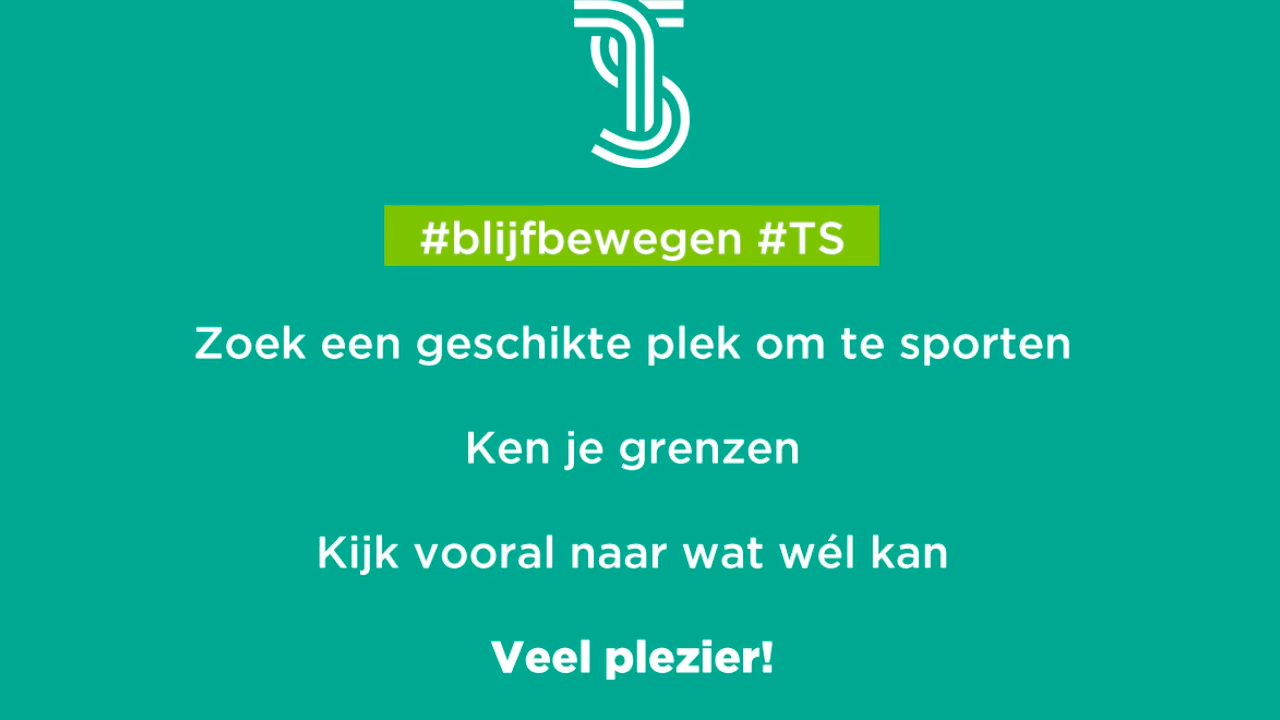 TS
#blijfbewegen #TS
Zoek een geschikte plek om te sporten
Ken je grenzen
Kijk vooral naar wat wél kan
Veel plezier!